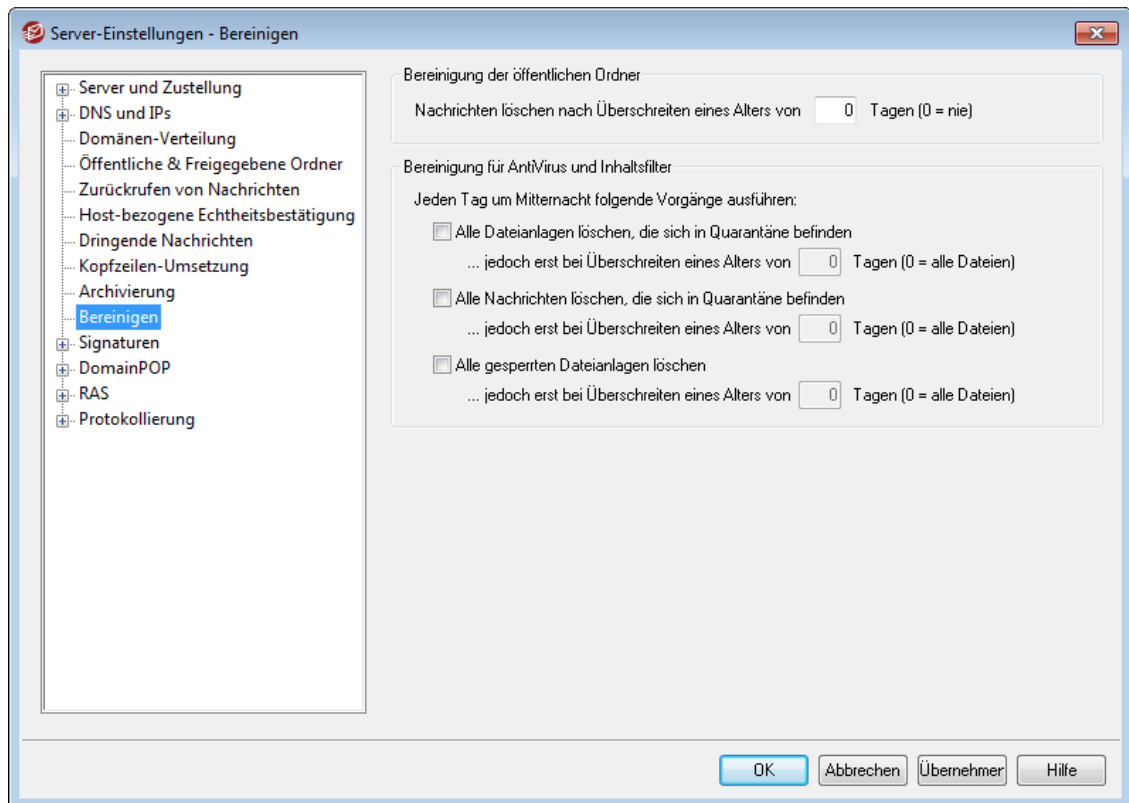 Server-Einstellungen - Bereinigen
Server und Zustellung
DNS und IPs
Domänen-Verteilung
Öffentliche & Freigegebene Ordner
Zurückrufen von Nachrichten
Host-bezogene Echtheitsbestätigung
Dringende Nachrichten
Kopfzeilen-Umsetzung
Archivierung
Bereinigen
Signaturen
DomainPOP
RAS
Protokollierung
Bereinigung der öffentlichen Ordner
Nachrichten löschen nach Überschreiten eines Alters von 0 Tagen (0 = nie)
Bereinigung für AntiVirus und Inhaltsfilter
Jeden Tag um Mitternacht folgende Vorgänge ausführen:
Alle Dateianlagen löschen, die sich in Quarantäne befinden
... jedoch erst bei Überschreiten eines Alters von 0 Tagen (0 = alle Dateien)
Alle Nachrichten löschen, die sich in Quarantäne befinden
... jedoch erst bei Überschreiten eines Alters von 0 Tagen (0 = alle Dateien)
Alle gesperrten Dateianlagen löschen
... jedoch erst bei Überschreiten eines Alters von 0 Tagen (0 = alle Dateien)
OK Abbrechen Übernehmer Hilfe